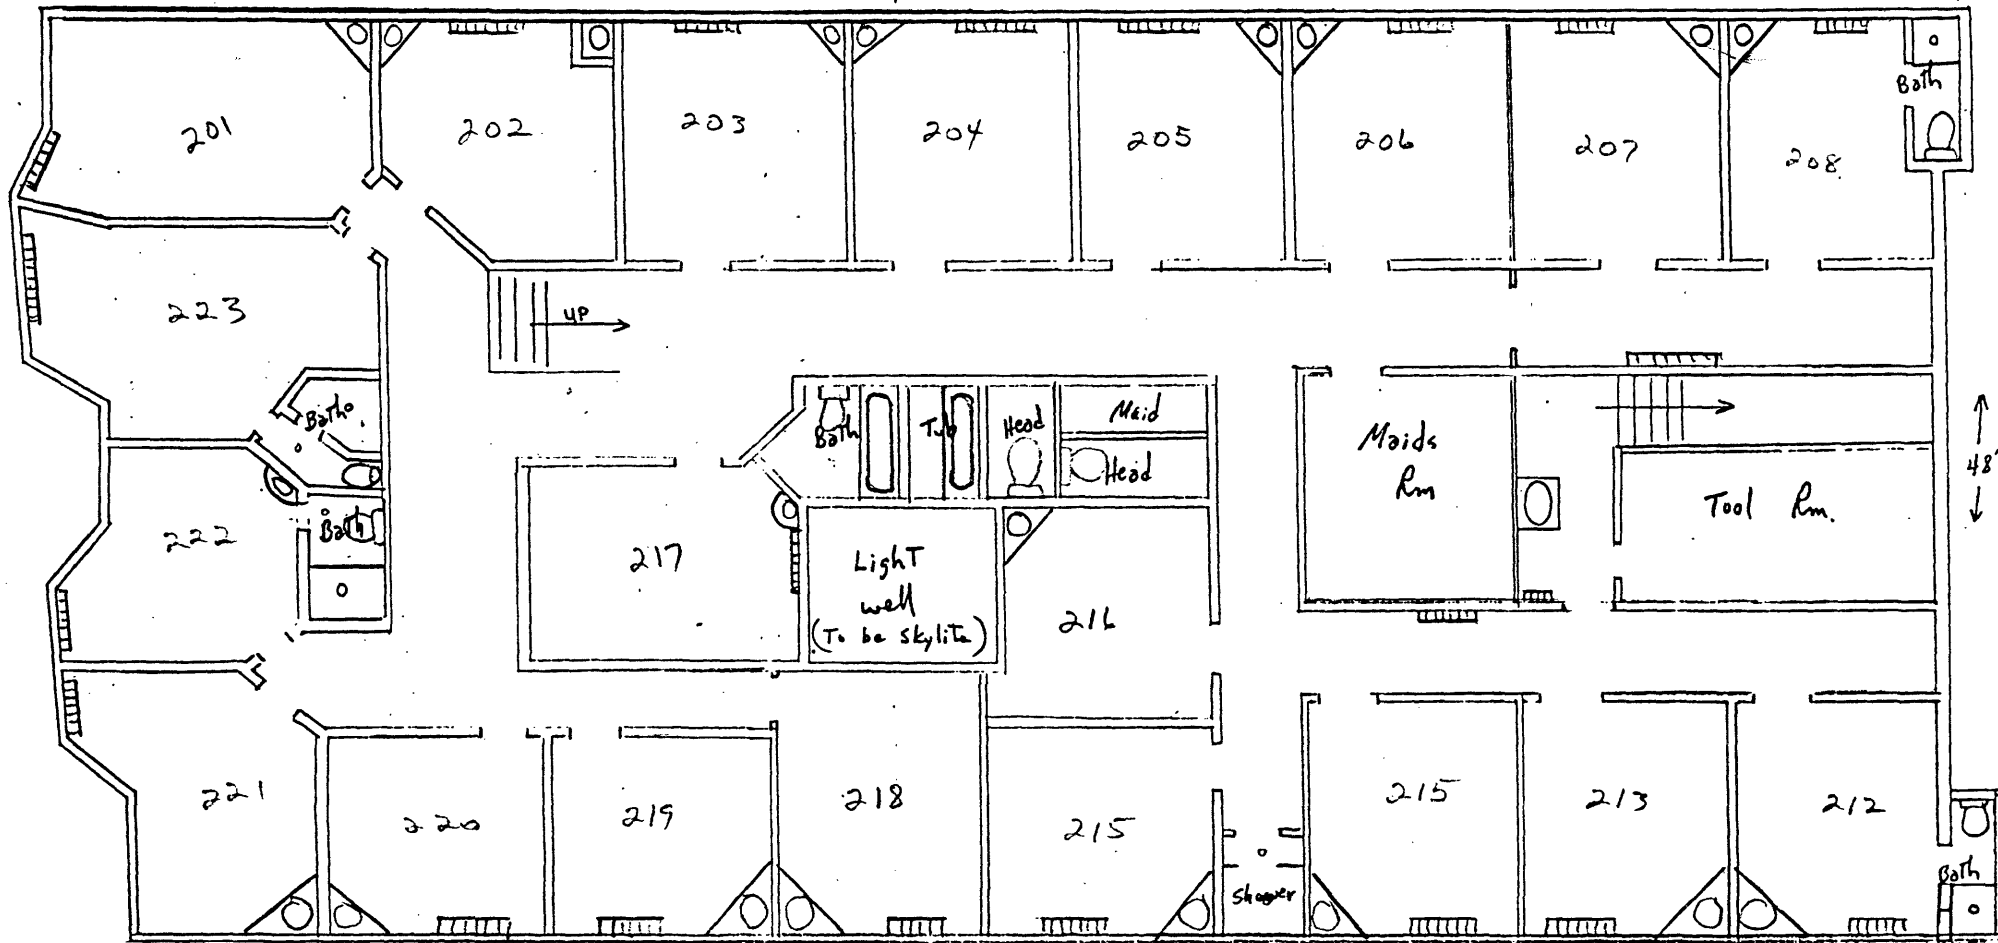 201
202
203
204
205
206
207
208
Bath
223
UP
Bath
Bath
Tub
Head
Maid
Head
Maids
Rm
48'
Tool Rm.
222
Bath
217
Light
well
(To be skylite)
216
221
220
219
218
215
Shower
215
213
212
Bath